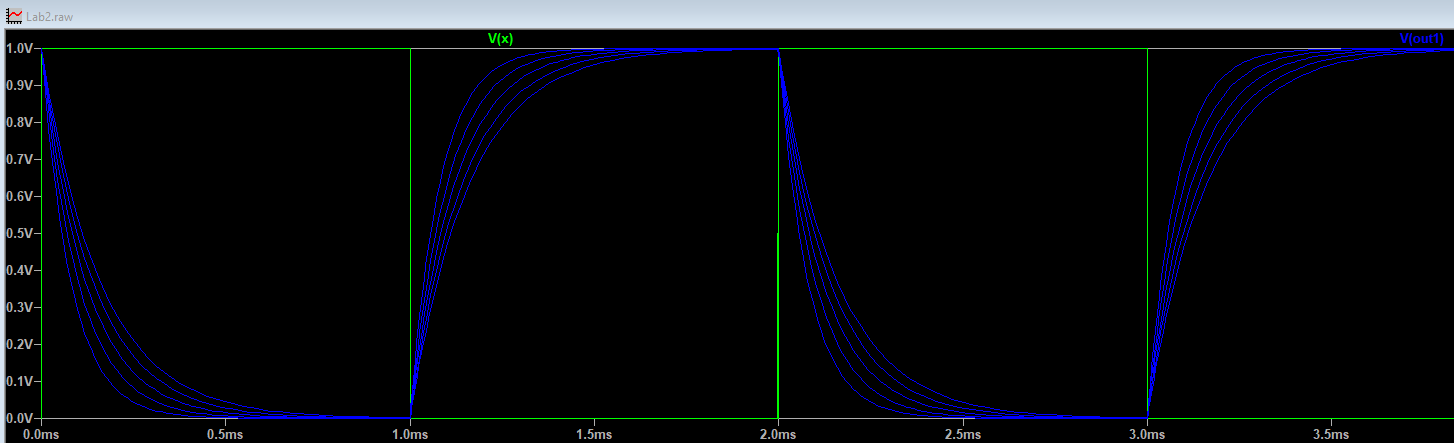 Lab2.raw
V(x) V(out1)
1.0V
0.9V
0.8V
0.7V
0.6V
0.5V
0.4V
0.3V
0.2V
0.1V
0.0V
0.0ms 0.5ms 1.0ms 1.5ms 2.0ms 2.5ms 3.0ms 3.5ms